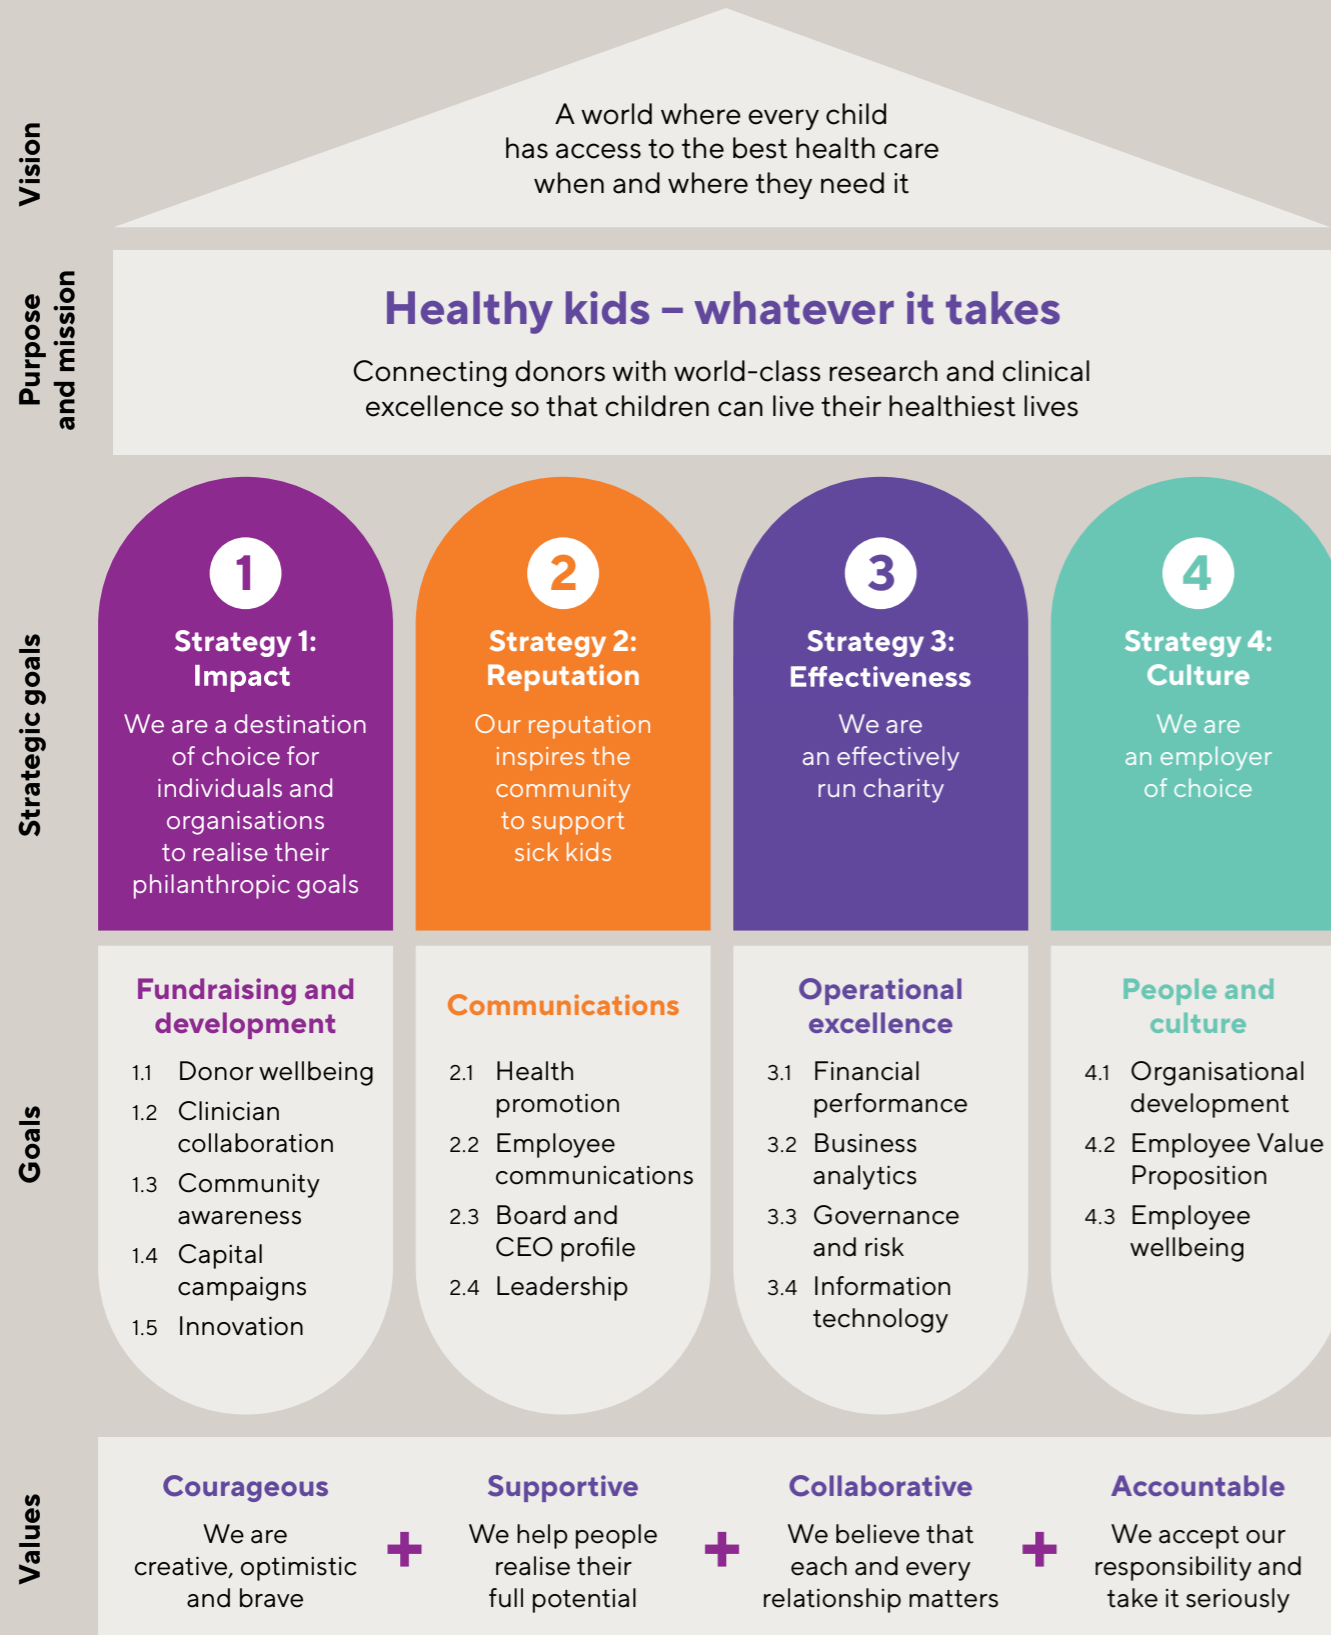 Vision
A world where every child
has access to the best health care
when and where they need it
Purpose
and mission
Healthy kids – whatever it takes
Connecting donors with world-class research and clinical
excellence so that children can live their healthiest lives
Strategic goals
1
Strategy 1:
Impact
We are a destination
of choice for
individuals and
organisations
to realise their
philanthropic goals
2
Strategy 2:
Reputation
Our reputation
inspires the
community
to support
sick kids
3
Strategy 3:
Effectiveness
We are
an effectively
run charity
4
Strategy 4:
Culture
We are
an employer
of choice
Goals
Fundraising and
development
1.1 Donor wellbeing
1.2 Clinician
collaboration
1.3 Community
awareness
1.4 Capital
campaigns
1.5 Innovation
Communications
2.1 Health
promotion
2.2 Employee
communications
2.3 Board and
CEO profile
2.4 Leadership
Operational
excellence
3.1 Financial
performance
3.2 Business
analytics
3.3 Governance
and risk
3.4 Information
technology
People and
culture
4.1 Organisational
development
4.2 Employee Value
Proposition
4.3 Employee
wellbeing
Values
Courageous
We are
creative, optimistic
and brave
+
Supportive
We help people
realise their
full potential
+
Collaborative
We believe that
each and every
relationship matters
+
Accountable
We accept our
responsibility and
take it seriously